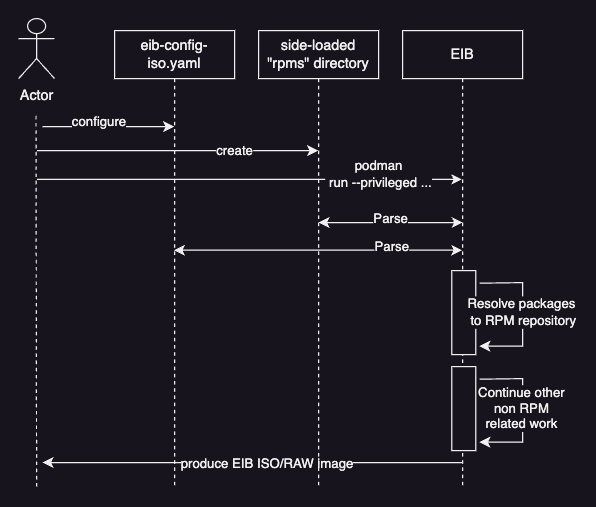 eib-config-
iso.yaml
side-loaded
"rpms" directory
EIB
Actor
configure
create
podman
run --privileged ...
Parse
Parse
Resolve packages
to RPM repository
Continue other
non RPM
related work
produce EIB ISO/RAW image